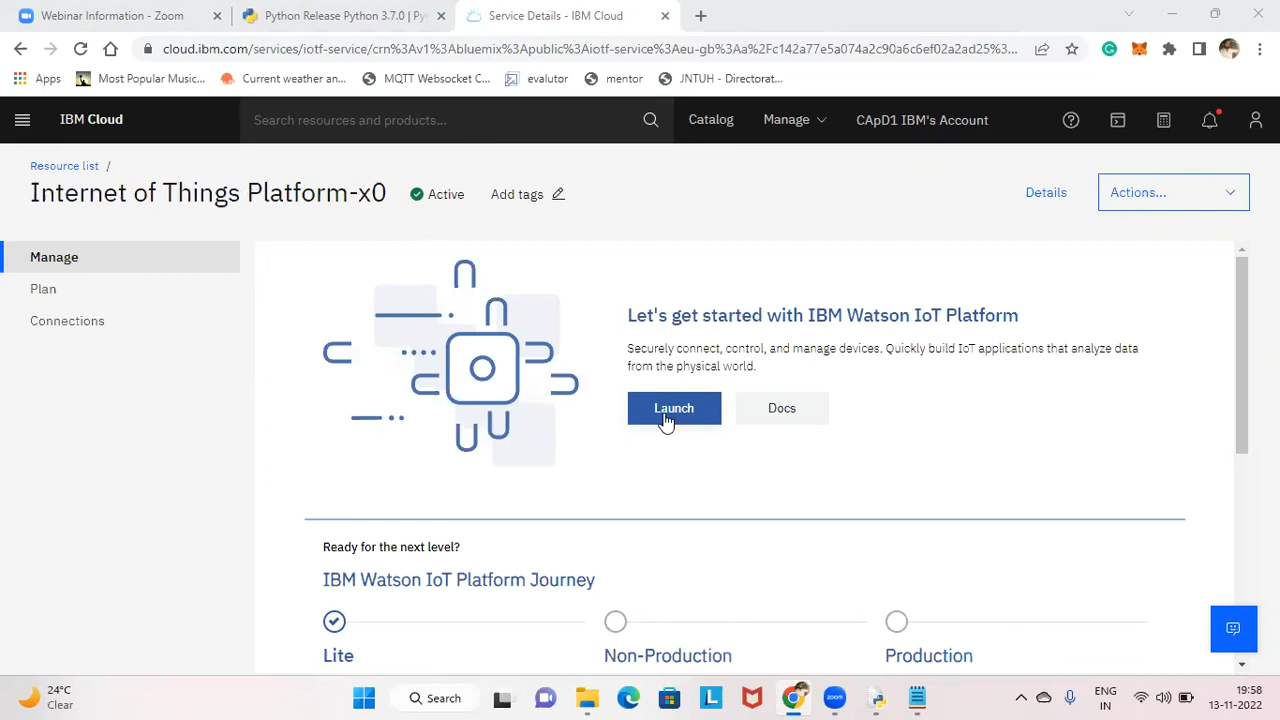 Webinar Information - Zoom
Python Release Python 3.7.0 | Py
Service Details - IBM Cloud
cloud.ibm.com/services/iotf-service/crn%3Av1%3Abluemix%3Apublic%3Aiotf-service%3Aeu-gb%3Aa%2Fc142a77e5a074a2c90a6c6ef02a2ad25%3...
Apps
Most Popular Music...
Current weather an...
MQTT Websocket C...
evalutor
mentor
JNTUH - Directorat...
IBM Cloud
Search resources and products...
Catalog
Manage
CApD1 IBM's Account
Resource list /
Internet of Things Platform-x0
Active
Add tags
Details
Actions...
Manage
Plan
Connections
Let's get started with IBM Watson IoT Platform
Securely connect, control, and manage devices. Quickly build IoT applications that analyze data
from the physical world.
Launch
Docs
Ready for the next level?
IBM Watson IoT Platform Journey
Lite
Non-Production
Production
24°C
Clear
Search
L
zoom
ENG
IN
19:58
13-11-2022